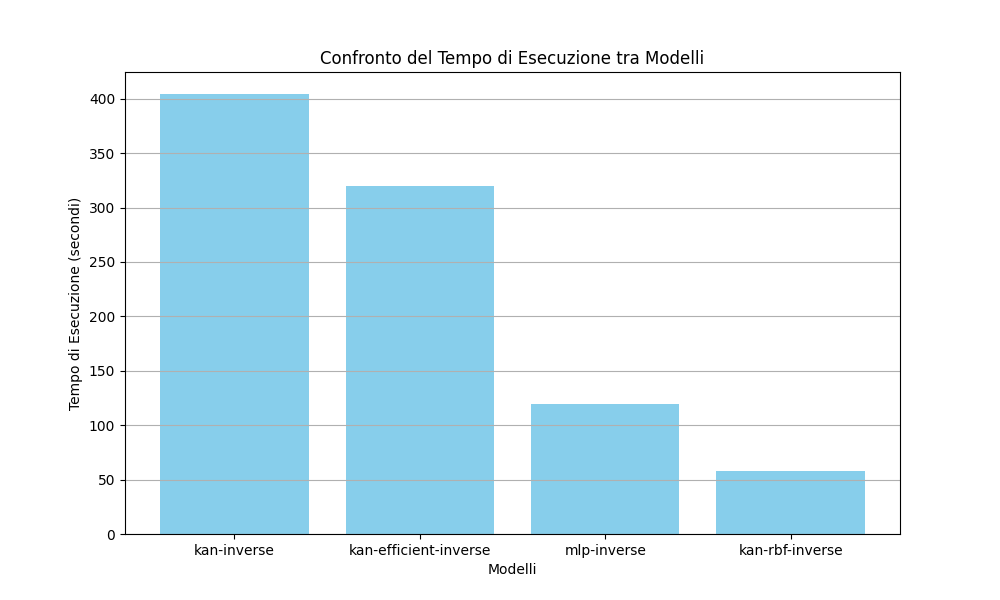 Confronto del Tempo di Esecuzione tra Modelli
Tempo di Esecuzione (secondi)
400
350
300
250
200
150
100
50
0
kan-inverse
kan-efficient-inverse
mlp-inverse
kan-rbf-inverse
Modelli